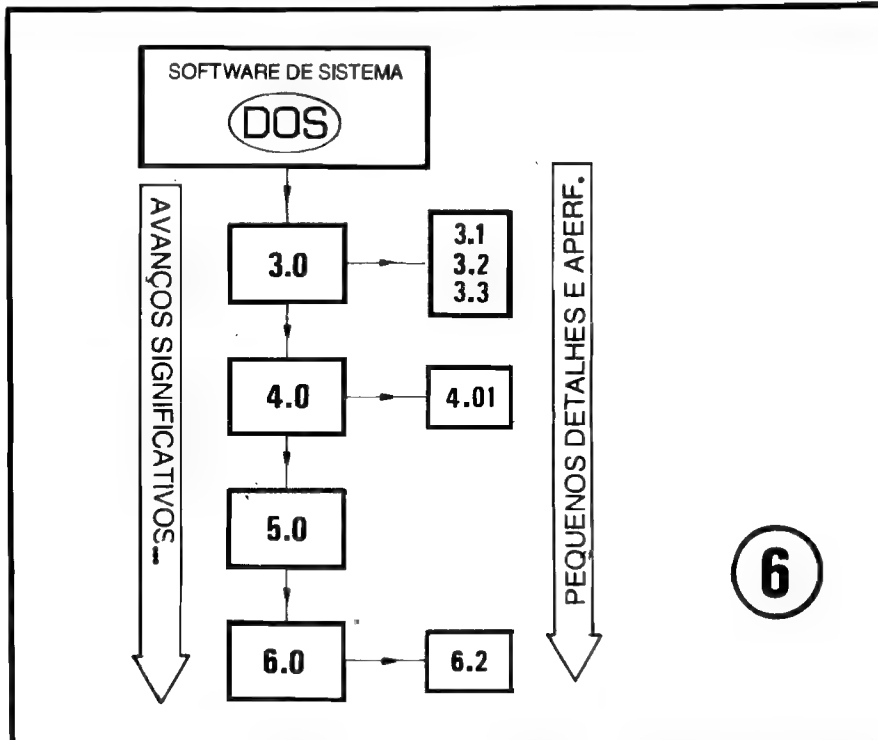 SOFTWARE DE SISTEMA
DOS
AVANÇOS SIGNIFICATIVOS...
3.0
3.1
3.2
3.3
4.0
4.01
5.0
6.0
6.2
PEQUENOS DETALHES E APERF.
6